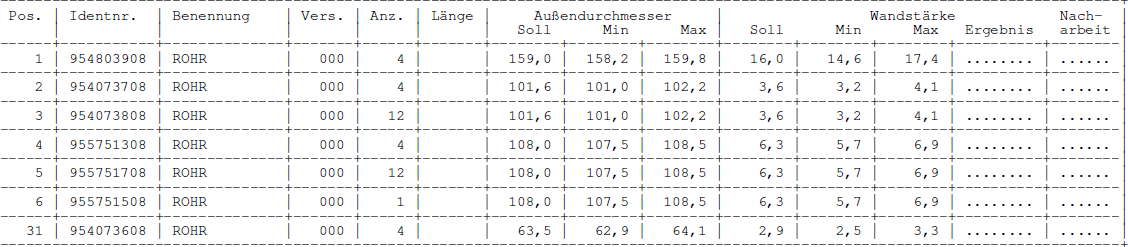 Pos. | Identnr. | Benennung | Vers. | Anz. | Länge | Außendurchmesser | Wandstärke Nach-
Soll Min Max | Soll Min Max Ergebnis arbeit
1 | 954803908 | ROHR | 000 | 4 | | 159,0 | 158,2 | 159,8 | 16,0 | 14,6 | 17,4 | ........ | ......
2 | 954073708 | ROHR | 000 | 4 | | 101,6 | 101,0 | 102,2 | 3,6 | 3,2 | 4,1 | ........ | ......
3 | 954073808 | ROHR | 000 | 12 | | 101,6 | 101,0 | 102,2 | 3,6 | 3,2 | 4,1 | ........ | ......
4 | 955751308 | ROHR | 000 | 4 | | 108,0 | 107,5 | 108,5 | 6,3 | 5,7 | 6,9 | ........ | ......
5 | 955751708 | ROHR | 000 | 12 | | 108,0 | 107,5 | 108,5 | 6,3 | 5,7 | 6,9 | ........ | ......
6 | 955751508 | ROHR | 000 | 1 | | 108,0 | 107,5 | 108,5 | 6,3 | 5,7 | 6,9 | ........ | ......
31 | 954073608 | ROHR | 000 | 4 | | 63,5 | 62,9 | 64,1 | 2,9 | 2,5 | 3,3 | ........ | ......